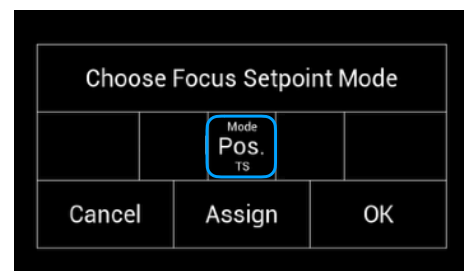 Choose Focus Setpoint Mode
Mode
Pos.
TS
Cancel Assign OK